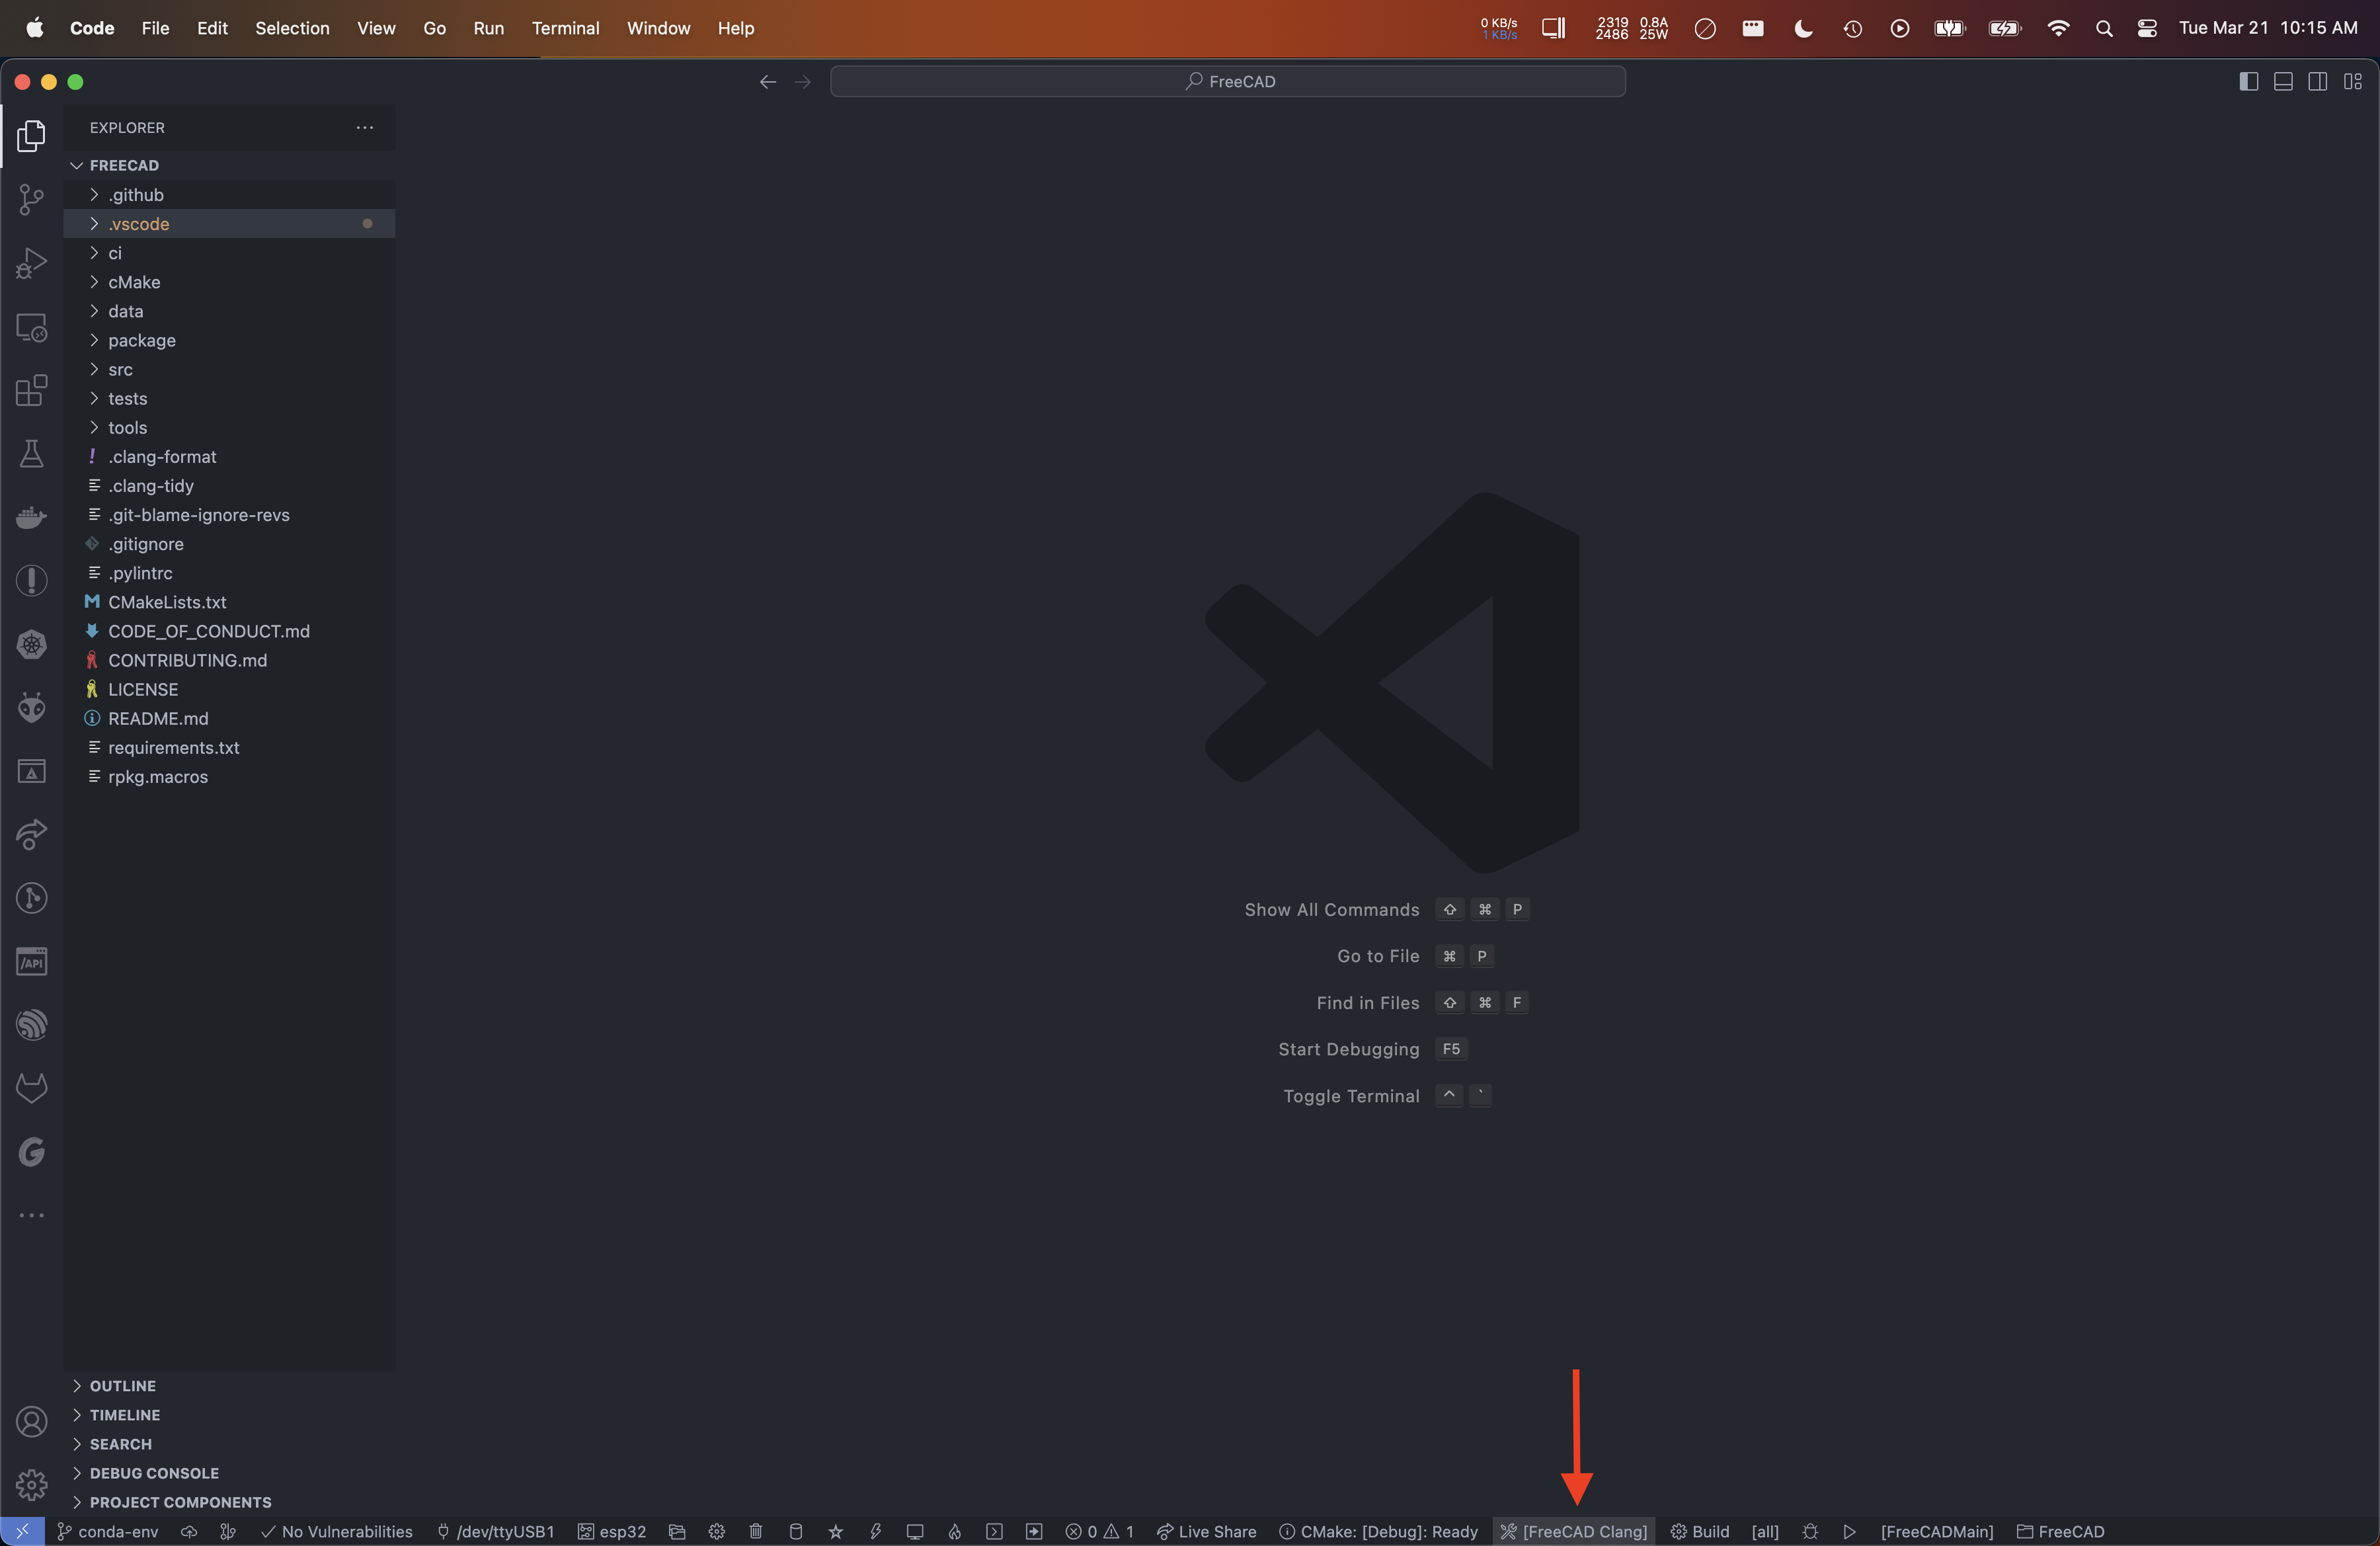 Code File Edit Selection View Go Run Terminal Window Help
0 KB/s 2319 0.8A
1 KB/s 2486 25W
Tue Mar 21 10:15 AM
FreeCAD
EXPLORER
FREECAD
.github
.vscode
ci
cMake
data
package
src
tests
tools
.clang-format
.clang-tidy
.git-blame-ignore-revs
.gitignore
.pylintrc
CMakeLists.txt
CODE_OF_CONDUCT.md
CONTRIBUTING.md
LICENSE
README.md
requirements.txt
rpkg.macros
/API
Show All Commands ⇧ ⌘ P
Go to File ⌘ P
Find in Files ⇧ ⌘ F
Start Debugging F5
Toggle Terminal ^ `
OUTLINE
TIMELINE
SEARCH
DEBUG CONSOLE
PROJECT COMPONENTS
conda-env No Vulnerabilities /dev/ttyUSB1 esp32 0 1 Live Share CMake: [Debug]: Ready [FreeCAD Clang] Build [all] [FreeCADMain] FreeCAD